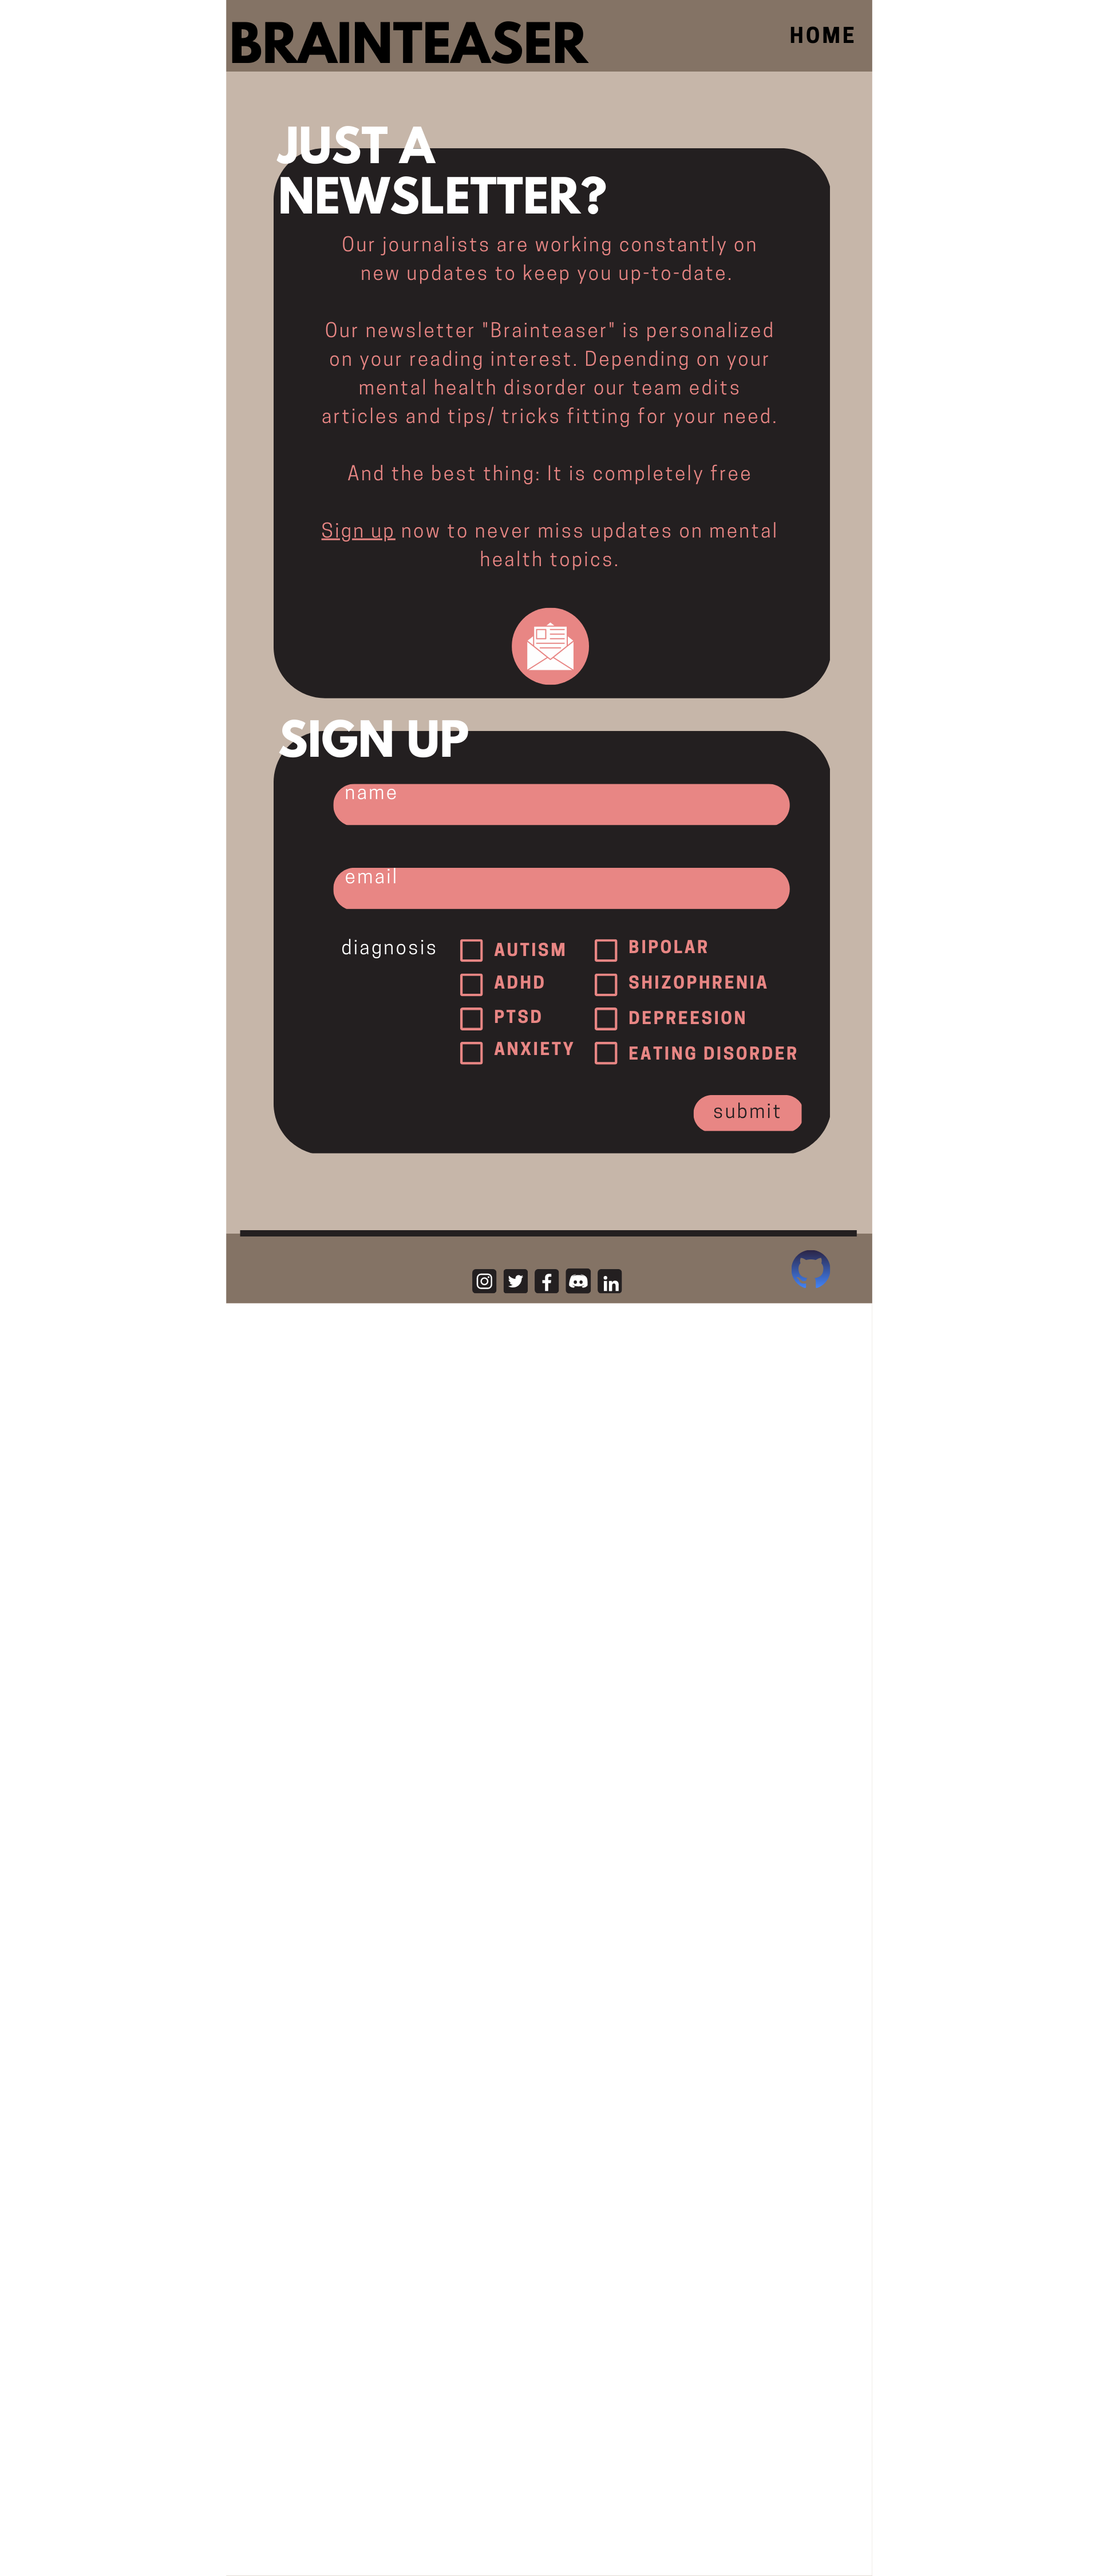 BRAINTEASER
HOME
JUST A
NEWSLETTER?
Our journalists are working constantly on
new updates to keep you up-to-date.
Our newsletter "Brainteaser" is personalized
on your reading interest. Depending on your
mental health disorder our team edits
articles and tips/ tricks fitting for your need.
And the best thing: It is completely free
Sign up now to never miss updates on mental
health topics.
SIGN UP
name
email
diagnosis
AUTISM
BIPOLAR
ADHD
SHIZOPHRENIA
PTSD
DEPREESION
ANXIETY
EATING DISORDER
submit